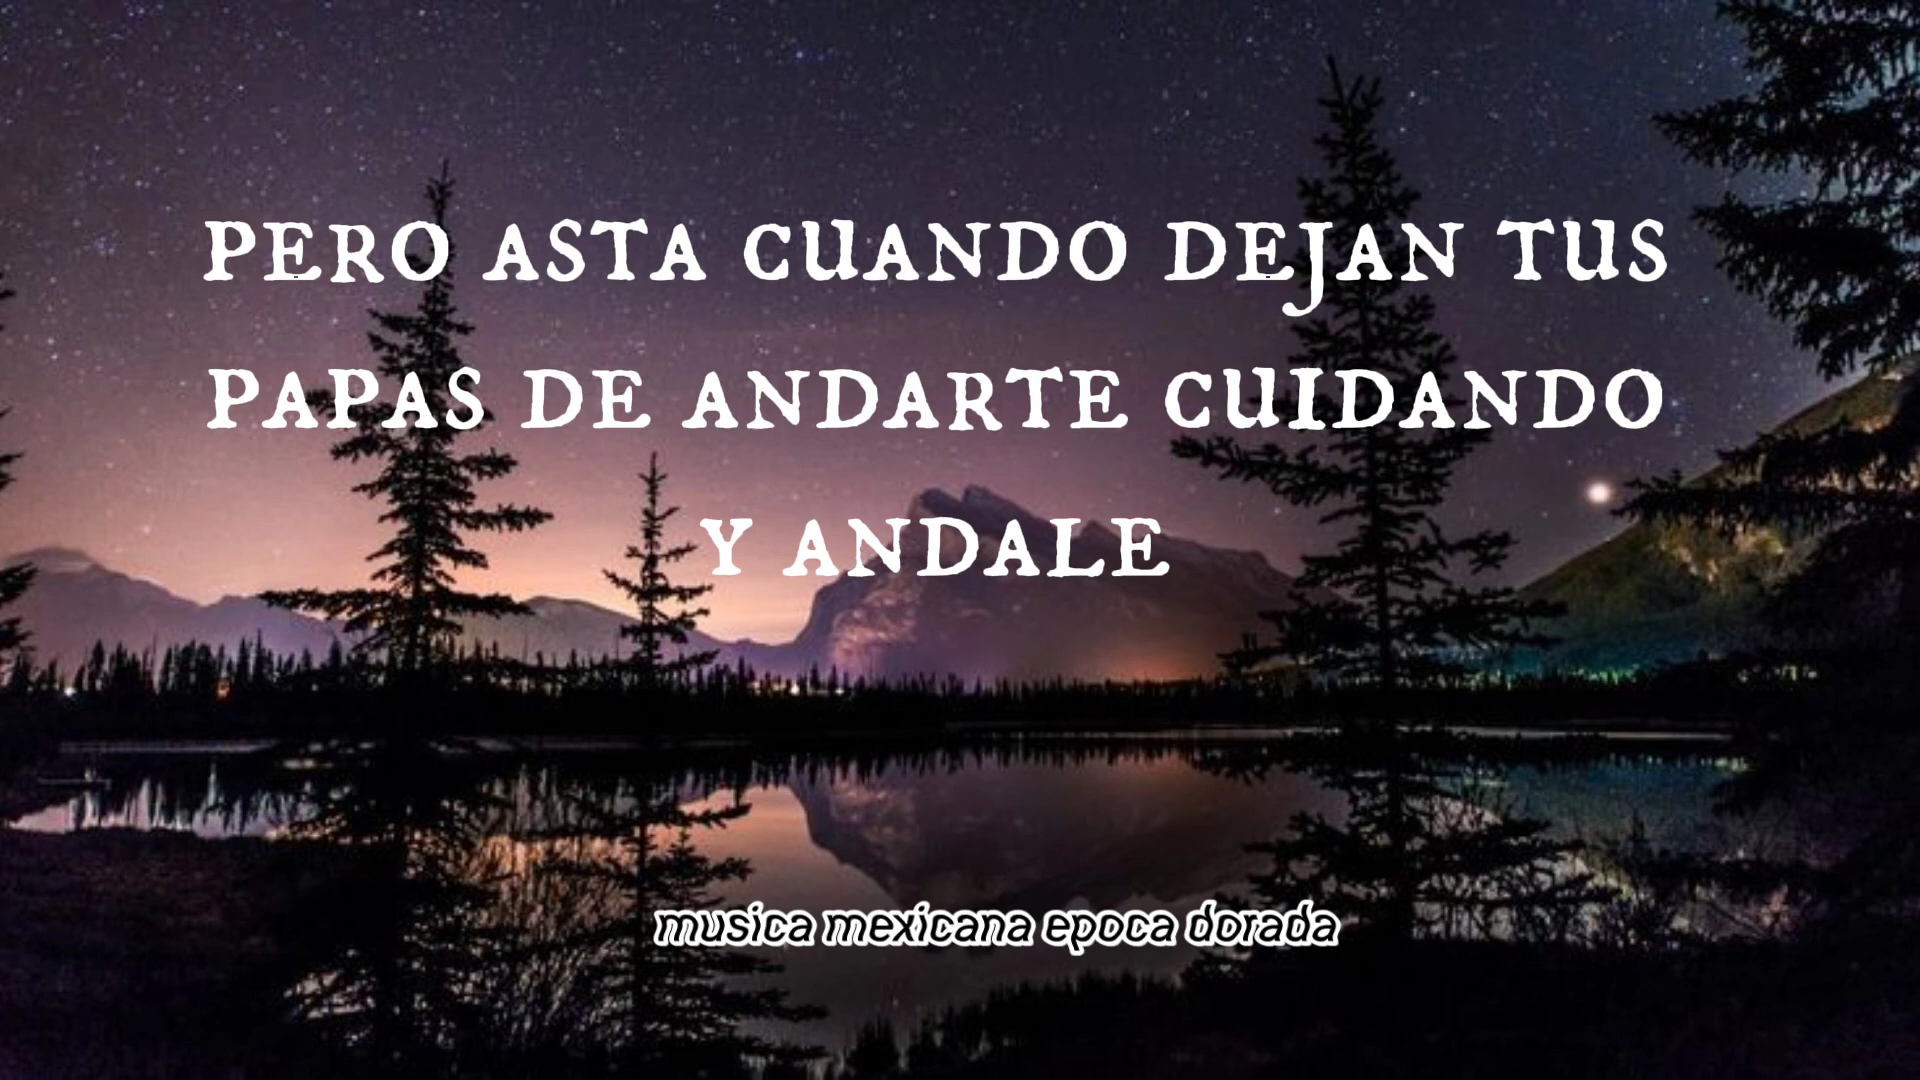 PERO ASTA CUANDO DEJAN TUS
PAPAS DE ANDARTE CUIDANDO
Y ANDALE
musica mexicana epoca dorada